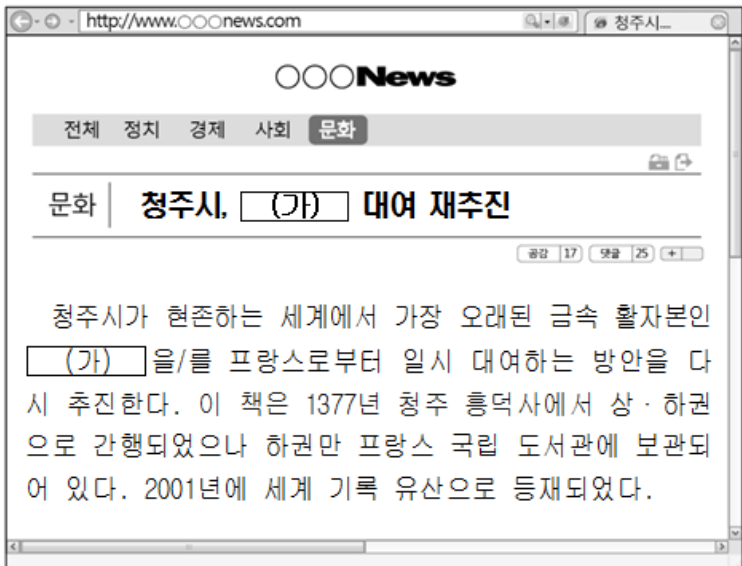 http://www.○○○news.com
청주시...
○○○News
전체 정치 경제 사회 문화
문화 청주시, (가) 대여 재추진
공감 17 댓글 25 +
청주시가 현존하는 세계에서 가장 오래된 금속 활자본인
(가) 을/를 프랑스로부터 일시 대여하는 방안을 다
시 추진한다. 이 책은 1377년 청주 흥덕사에서 상·하권
으로 간행되었으나 하권만 프랑스 국립 도서관에 보관되
어 있다. 2001년에 세계 기록 유산으로 등재되었다.